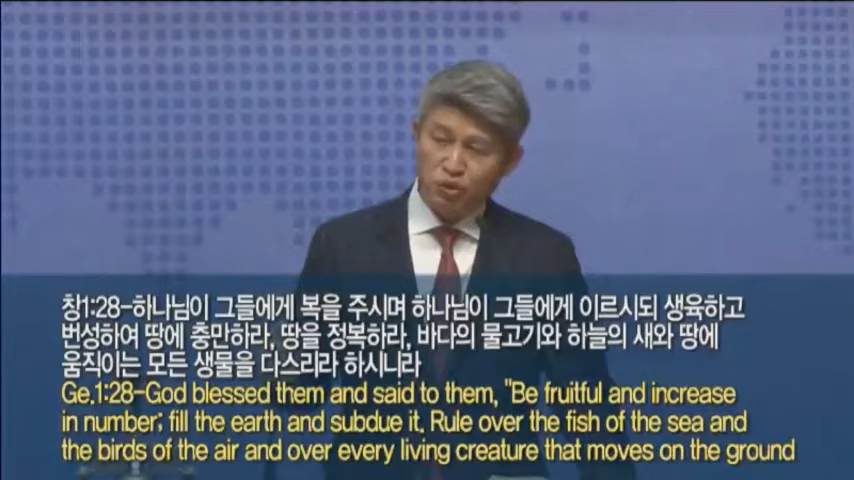 창1:28-하나님이 그들에게 복을 주시며 하나님이 그들에게 이르시되 생육하고
번성하여 땅에 충만하라, 땅을 정복하라, 바다의 물고기와 하늘의 새와 땅에
움직이는 모든 생물을 다스리라 하시니라
Ge.1:28-God blessed them and said to them, "Be fruitful and increase
in number; fill the earth and subdue it. Rule over the fish of the sea and
the birds of the air and over every living creature that moves on the ground